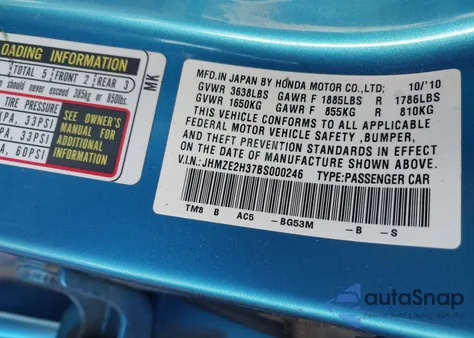 LOADING INFORMATION
TOTAL 5 FRONT 2 REAR 3
never exceed 385kg or 850lbs.
TIRE PRESSURE
PA, 33PSI
PA, 33PSI
PA, 60PSI
SEE OWNER'S
MANUAL FOR
ADDITIONAL
INFORMATION
MK
MFD.IN JAPAN BY HONDA MOTOR CO.,LTD; 10/'10
GVWR 3638LBS GAWR F 1885LBS R 1786LBS
GVWR 1650KG GAWR F 855KG R 810KG
THIS VEHICLE CONFORMS TO ALL APPLICABLE
FEDERAL MOTOR VEHICLE SAFETY ,BUMPER,
AND THEFT PREVENTION STANDARDS IN EFFECT
ON THE DATE OF MANUFACTURE SHOWN ABOVE.
V.I.N.: JHMZE2H37BS000246 TYPE:PASSENGER CAR
TM8 B AC5 -BG53M -B -S
autoSnap